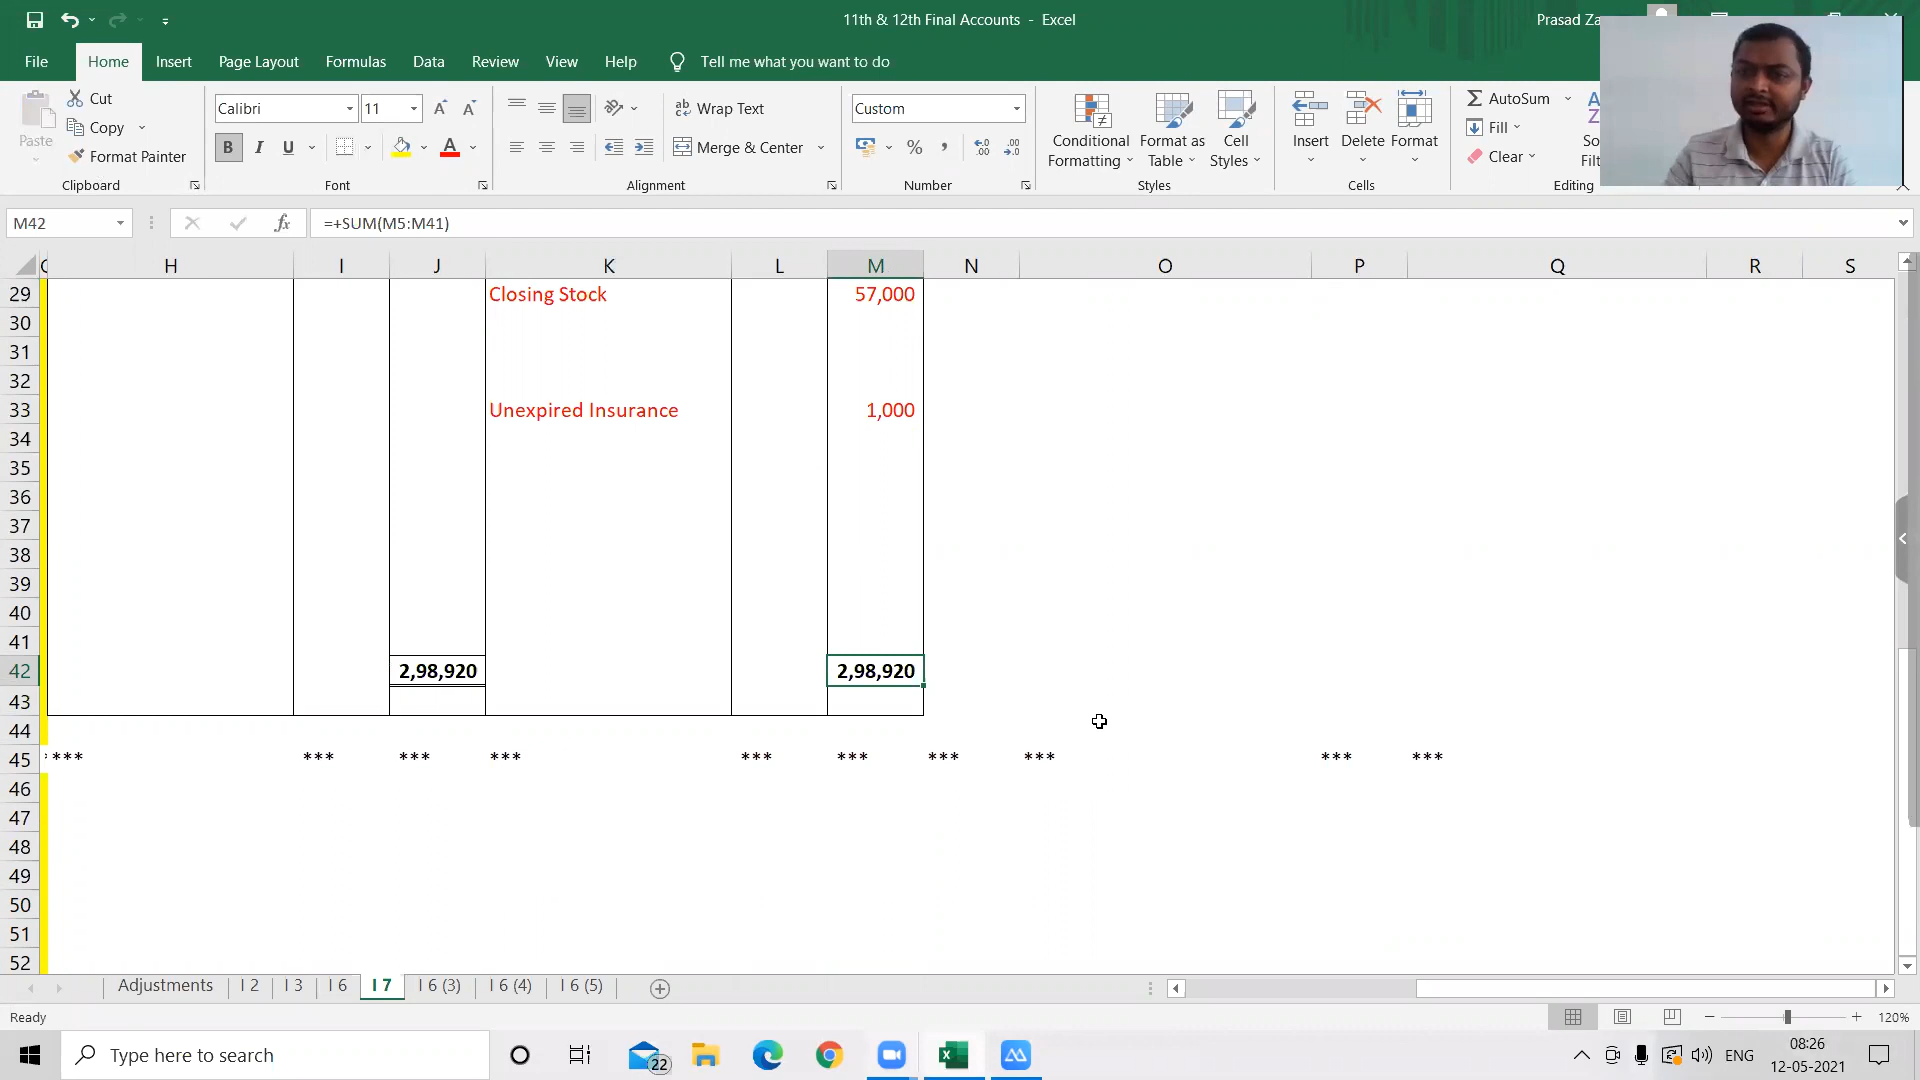 11th & 12th Final Accounts - Excel
Prasad Za
File Home Insert Page Layout Formulas Data Review View Help Tell me what you want to do
Paste
Cut
Copy
Format Painter
Clipboard
Calibri 11
B I U
Font
Wrap Text
Merge & Center
Alignment
Custom
%
Number
Conditional Formatting
Format as Table
Cell Styles
Styles
Insert
Delete
Format
Cells
AutoSum
Fill
Clear
Editing
M42
fx
=+SUM(M5:M41)
H I J K L M N O P Q R S
29 Closing Stock 57,000
30
31
32
33 Unexpired Insurance 1,000
34
35
36
37
38
39
40
41
42 2,98,920 2,98,920
43
44
45 *** *** *** *** *** *** *** *** *** ***
46
47
48
49
50
51
52
Adjustments I 2 I 3 I 6 I 7 I 6 (3) I 6 (4) I 6 (5)
Ready
120%
Type here to search
22
ENG
08:26
12-05-2021